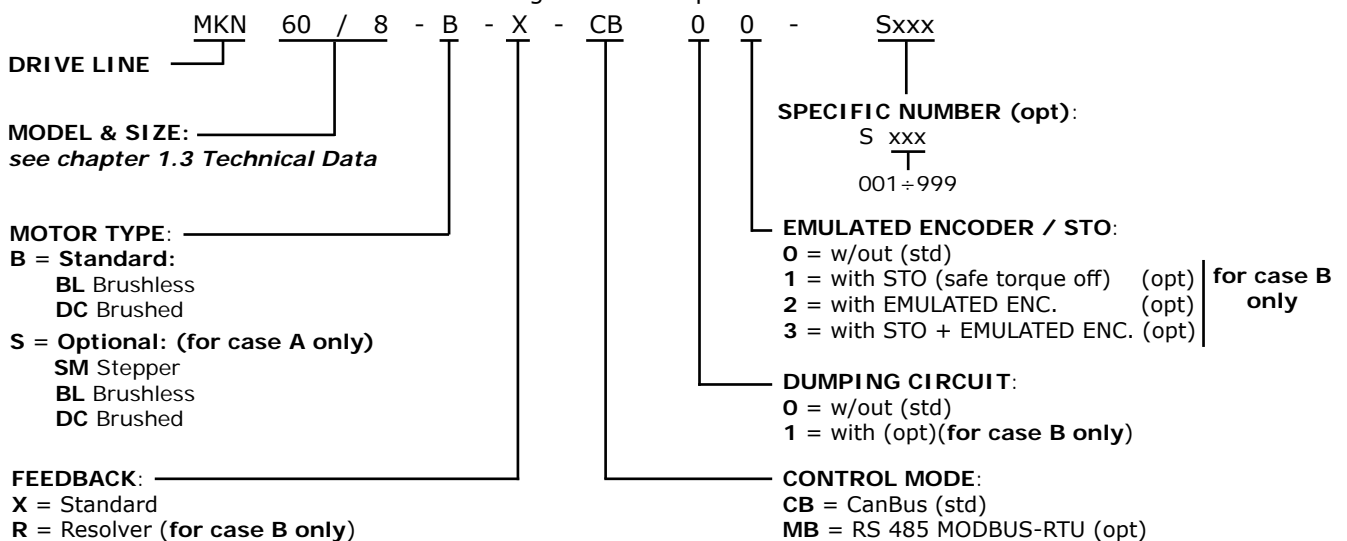 MKN 60 / 8 - B - X - CB 0 0 - Sxxx
DRIVE LINE
MODEL & SIZE:
see chapter 1.3 Technical Data
MOTOR TYPE:
B = Standard:
BL Brushless
DC Brushed
S = Optional: (for case A only)
SM Stepper
BL Brushless
DC Brushed
FEEDBACK:
X = Standard
R = Resolver (for case B only)
SPECIFIC NUMBER (opt):
S xxx
001÷999
EMULATED ENCODER / STO:
0 = w/out (std)
1 = with STO (safe torque off) (opt)
2 = with EMULATED ENC. (opt)
3 = with STO + EMULATED ENC. (opt)
for case B
only
DUMPING CIRCUIT:
0 = w/out (std)
1 = with (opt)(for case B only)
CONTROL MODE:
CB = CanBus (std)
MB = RS 485 MODBUS-RTU (opt)